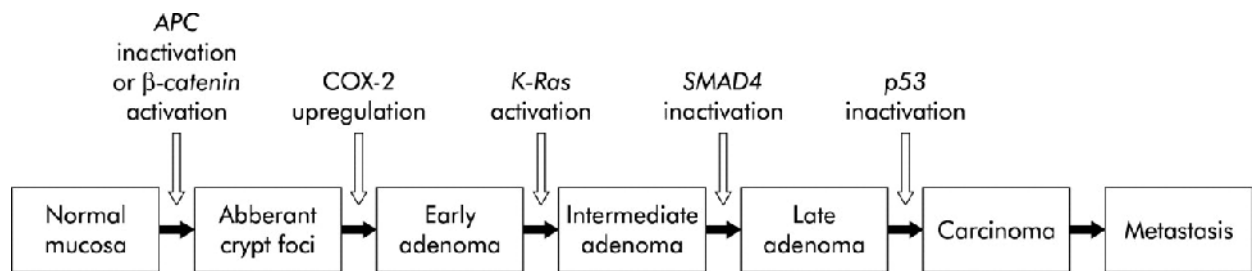 APC
inactivation
or β-catenin
activation
COX-2
upregulation
K-Ras
activation
SMAD4
inactivation
p53
inactivation
Normal
mucosa
Abberant
crypt foci
Early
adenoma
Intermediate
adenoma
Late
adenoma
Carcinoma
Metastasis